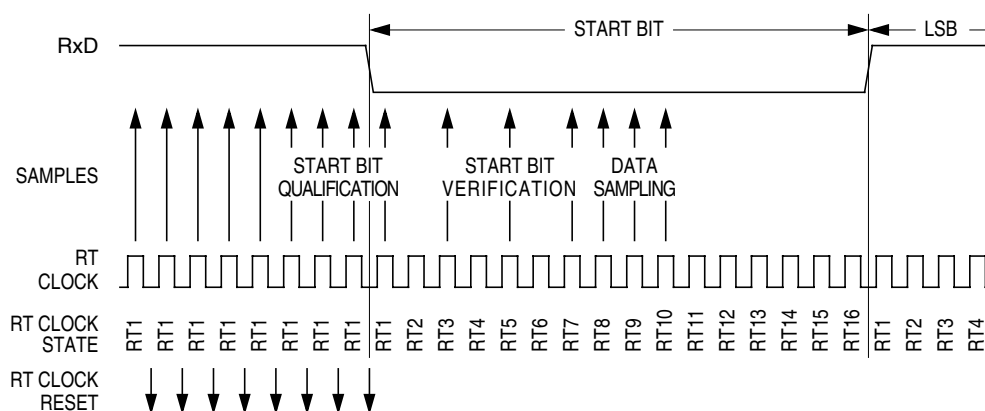 START BIT LSB
RxD
START BIT
QUALIFICATION
START BIT
VERIFICATION
DATA
SAMPLING
SAMPLES
RT
CLOCK
RT CLOCK
STATE
RT1 RT1 RT1 RT1 RT1 RT1 RT1 RT1 RT1 RT2 RT3 RT4 RT5 RT6 RT7 RT8 RT9 RT10 RT11 RT12 RT13 RT14 RT15 RT16 RT1 RT2 RT3 RT4
RT CLOCK
RESET